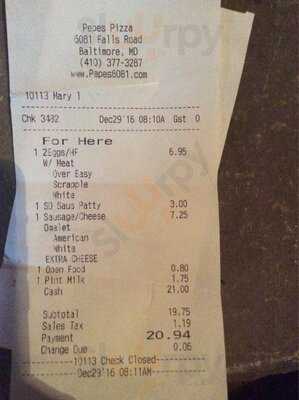 Pepes Pizza
6081 Falls Road
Baltimore, MD
(410) 377-3287
www.Pepes6081.com
10113 Mary 1
Chk 3432 Dec29'16 08:10A Gst 0
For Here
1 2Eggs/HF 6.95
W/ Meat
Over Easy
Scrapple
White
1 SD Saus Patty 3.00
1 Sausage/Cheese 7.25
Omelet
American
White
EXTRA CHEESE
1 Open Food 0.80
1 Pint Milk 1.75
Cash 21.00
Subtotal 19.75
Sales Tax 1.19
Payment 20.94
Change Due 0.06
10113 Check Closed
Dec29'16 08:11AM